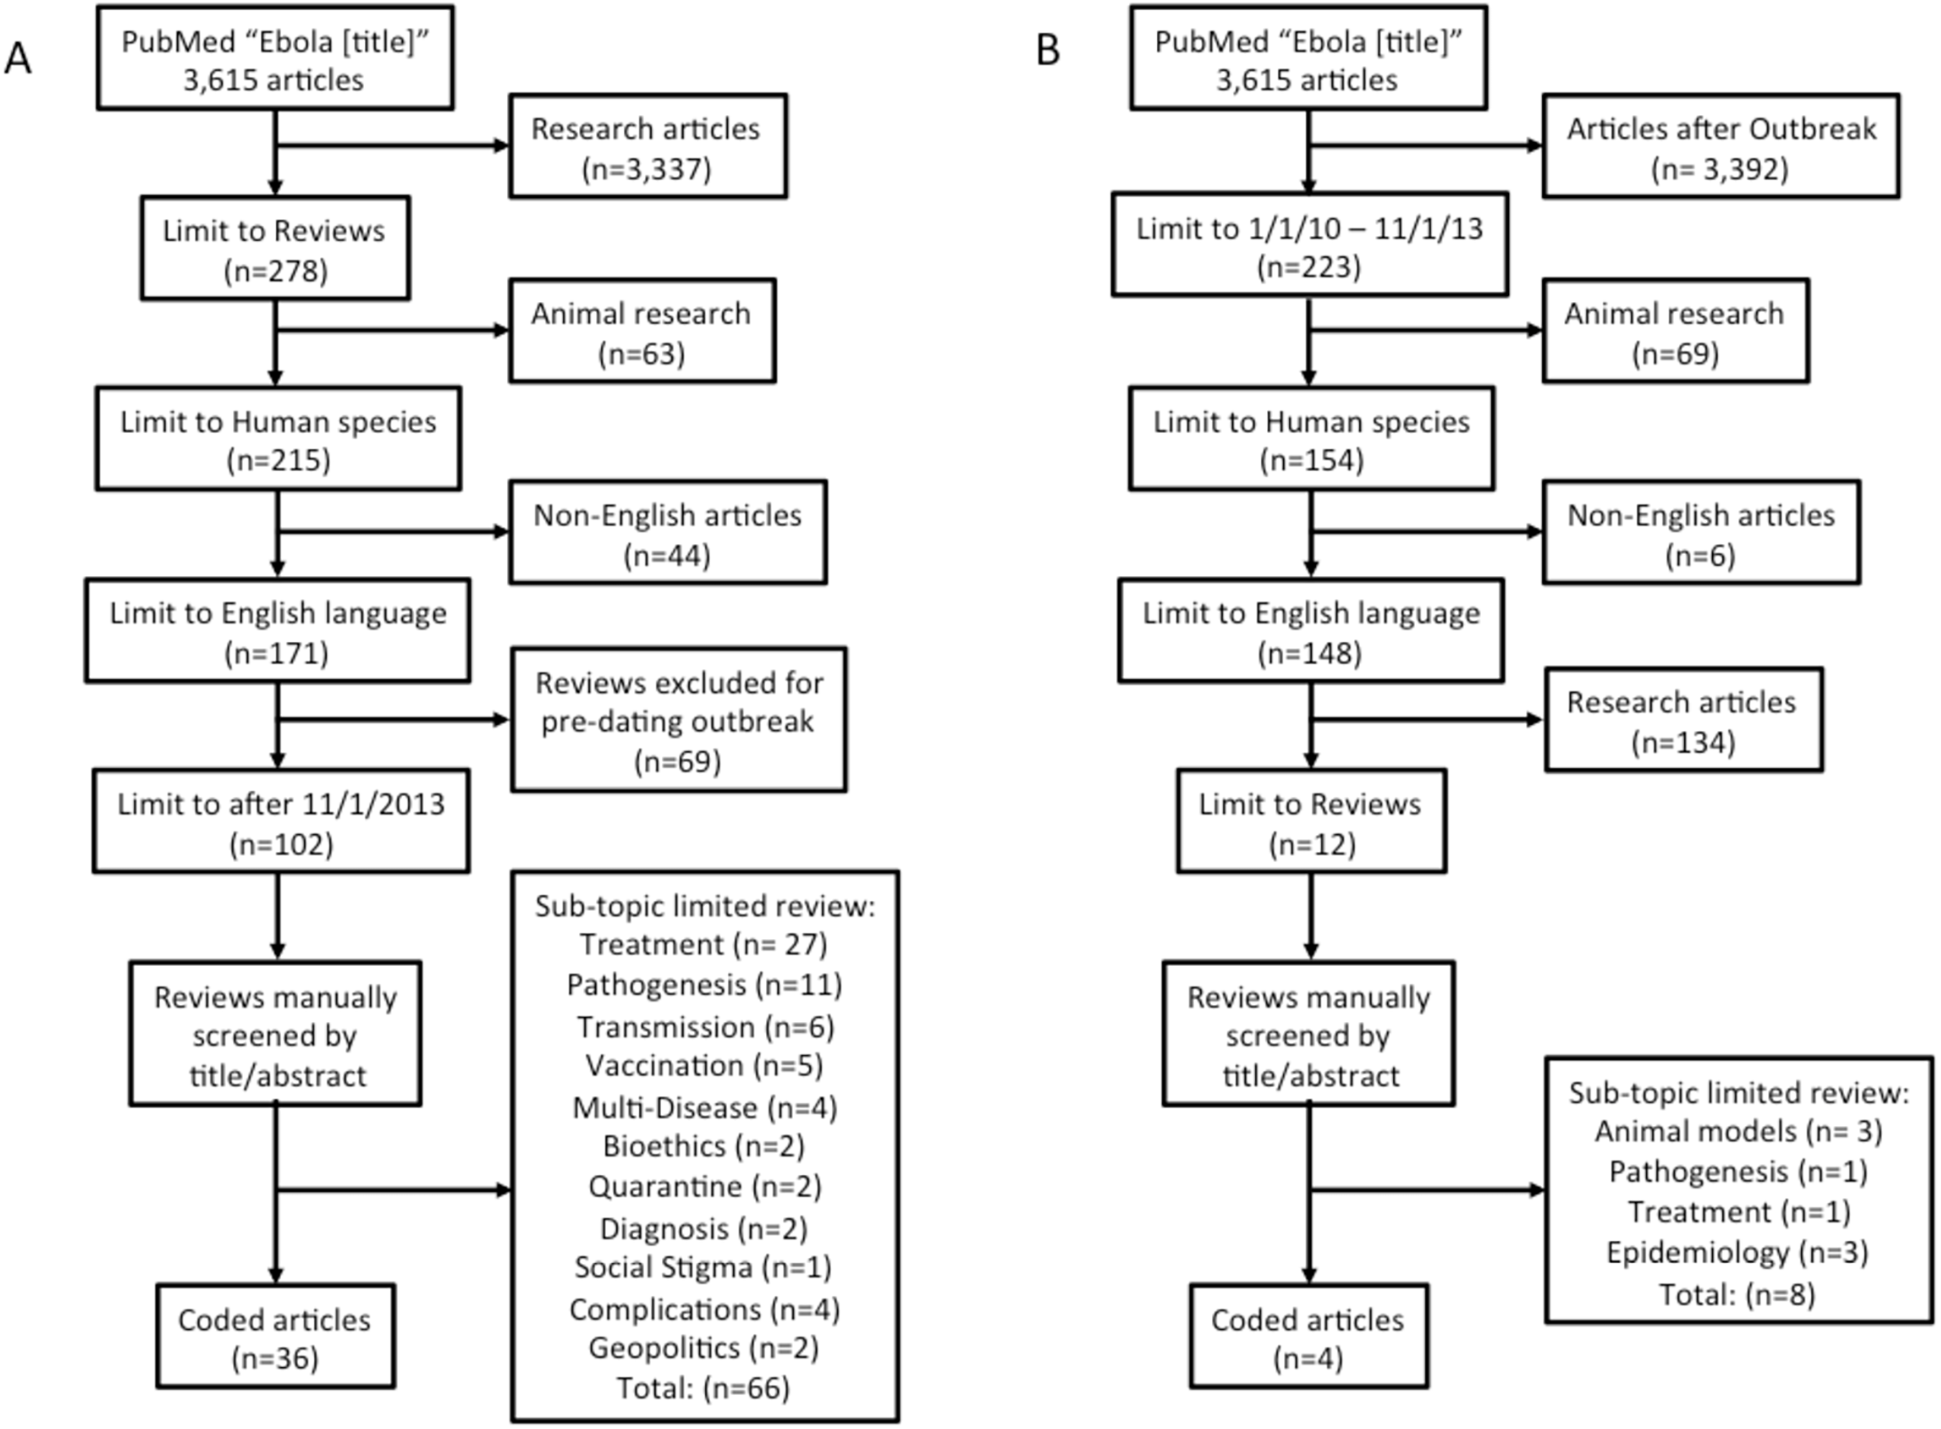 A
PubMed “Ebola [title]”
3,615 articles
Research articles
(n=3,337)
Limit to Reviews
(n=278)
Animal research
(n=63)
Limit to Human species
(n=215)
Non-English articles
(n=44)
Limit to English language
(n=171)
Reviews excluded for
pre-dating outbreak
(n=69)
Limit to after 11/1/2013
(n=102)
Reviews manually
screened by
title/abstract
Sub-topic limited review:
Treatment (n= 27)
Pathogenesis (n=11)
Transmission (n=6)
Vaccination (n=5)
Multi-Disease (n=4)
Bioethics (n=2)
Quarantine (n=2)
Diagnosis (n=2)
Social Stigma (n=1)
Complications (n=4)
Geopolitics (n=2)
Total: (n=66)
Coded articles
(n=36)
B
PubMed “Ebola [title]”
3,615 articles
Articles after Outbreak
(n= 3,392)
Limit to 1/1/10 – 11/1/13
(n=223)
Animal research
(n=69)
Limit to Human species
(n=154)
Non-English articles
(n=6)
Limit to English language
(n=148)
Research articles
(n=134)
Limit to Reviews
(n=12)
Reviews manually
screened by
title/abstract
Sub-topic limited review:
Animal models (n= 3)
Pathogenesis (n=1)
Treatment (n=1)
Epidemiology (n=3)
Total: (n=8)
Coded articles
(n=4)